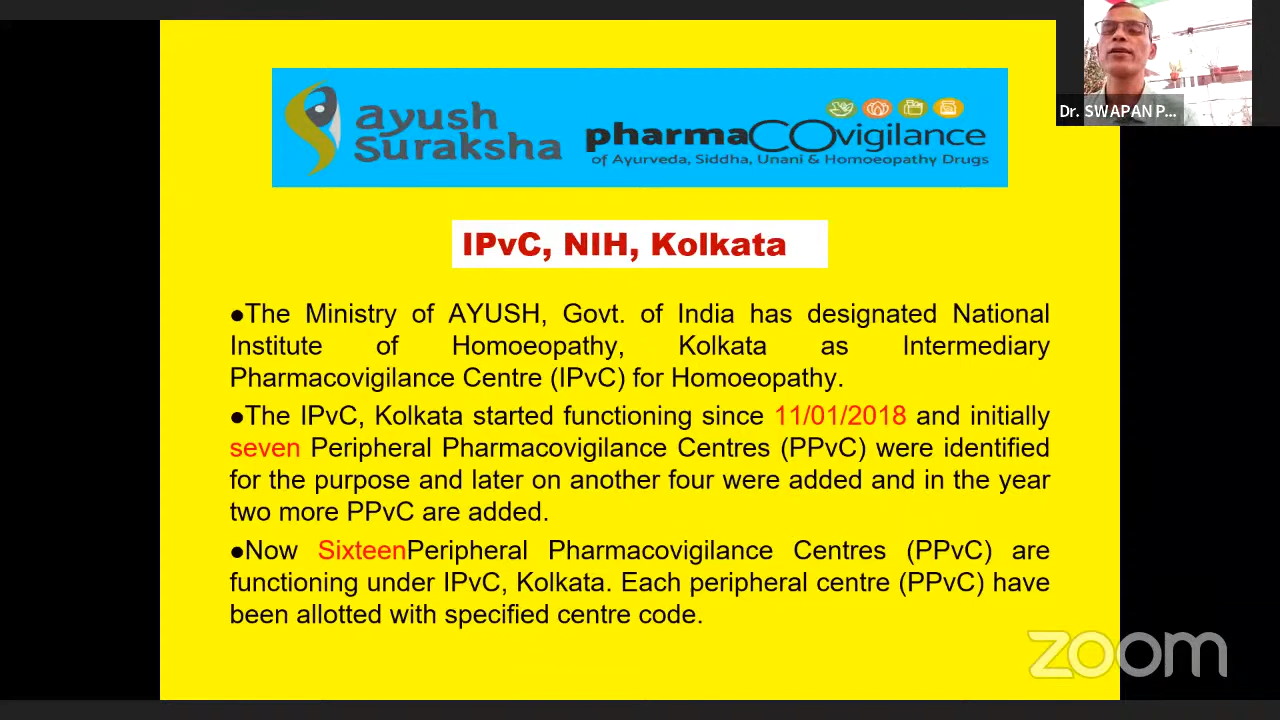 Dr. SWAPAN P...
ayush
suraksha
pharmaCOvigilance
of Ayurveda, Siddha, Unani & Homoeopathy Drugs
IPvC, NIH, Kolkata
●The Ministry of AYUSH, Govt. of India has designated National
Institute of Homoeopathy, Kolkata as Intermediary
Pharmacovigilance Centre (IPvC) for Homoeopathy.
●The IPvC, Kolkata started functioning since 11/01/2018 and initially
seven Peripheral Pharmacovigilance Centres (PPvC) were identified
for the purpose and later on another four were added and in the year
two more PPvC are added.
●Now SixteenPeripheral Pharmacovigilance Centres (PPvC) are
functioning under IPvC, Kolkata. Each peripheral centre (PPvC) have
been allotted with specified centre code.
zoom